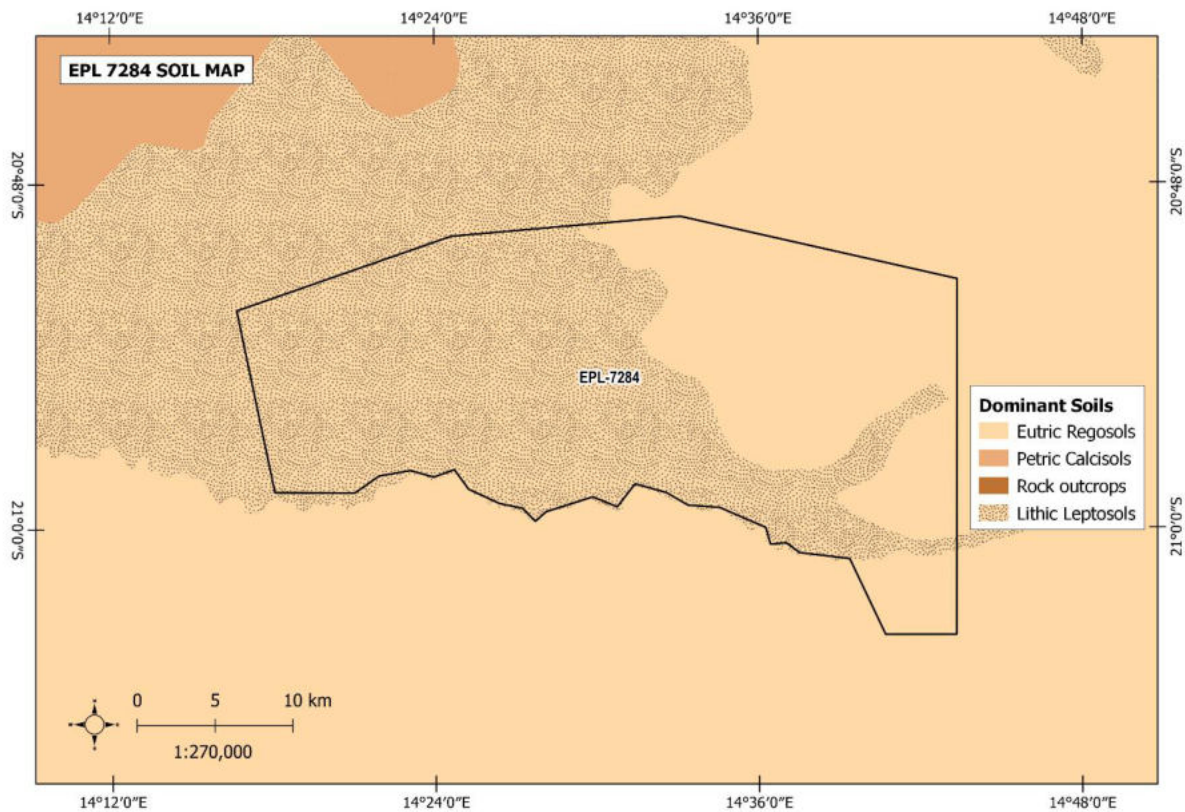 14°12′0″E 14°24′0″E 14°36′0″E 14°48′0″E
EPL 7284 SOIL MAP
20°48′0″S 20°48′0″S
EPL-7284
Dominant Soils
Eutric Regosols
Petric Calcisols
Rock outcrops
Lithic Leptosols
21°0′0″S 21°0′0″S
0 5 10 km
1:270,000
14°12′0″E 14°24′0″E 14°36′0″E 14°48′0″E